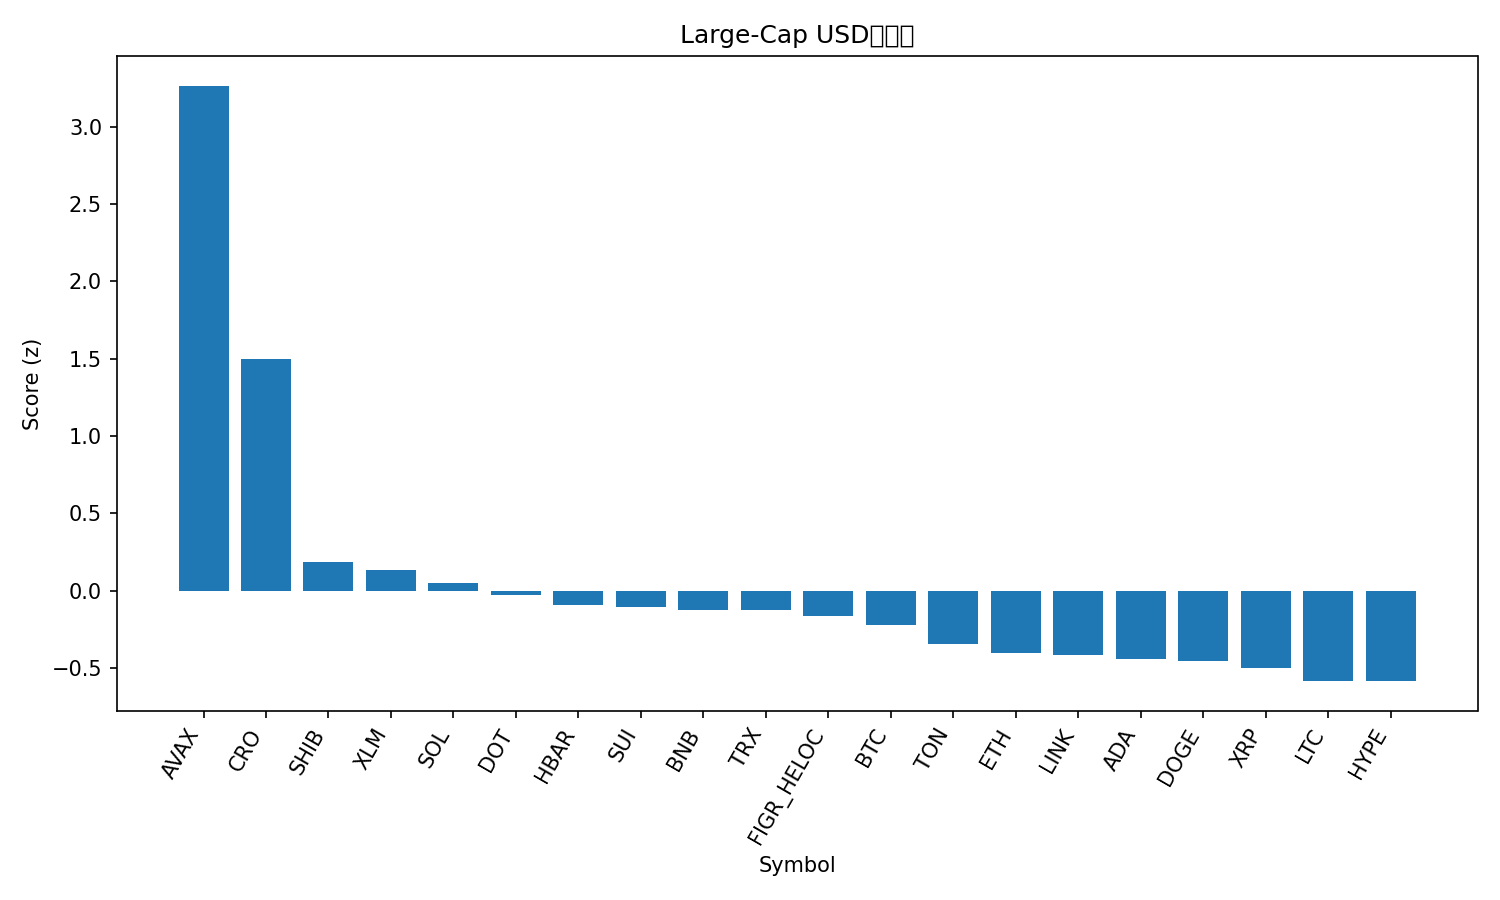 Large-Cap USD
Score (z)
3.0
2.5
2.0
1.5
1.0
0.5
0.0
−0.5
AVAX
CRO
SHIB
XLM
SOL
DOT
HBAR
SUI
BNB
TRX
FIGR_HELOC
BTC
TON
ETH
LINK
ADA
DOGE
XRP
LTC
HYPE
Symbol